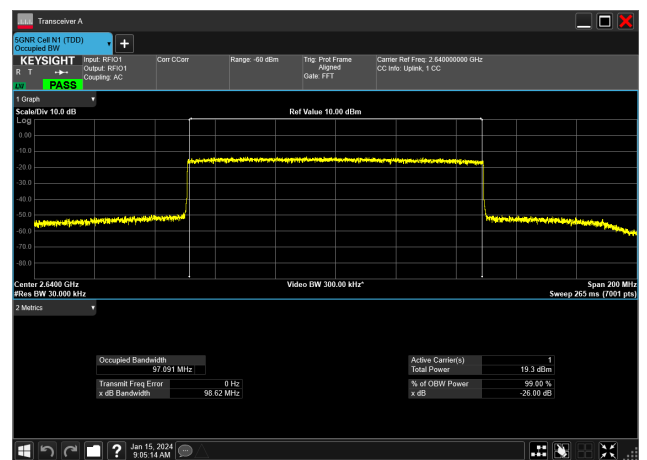 Transceiver A
5GNR Cell N1 (TDD)
Occupied BW
KEYSIGHT
R T
LV
PASS
Input: RFIO1
Output: RFIO1
Coupling: AC
Corr CCorr
Range: -60 dBm
Trig: Prot Frame
Aligned
Gate: FFT
Carrier Ref Freq: 2.640000000 GHz
CC Info: Uplink, 1 CC
1 Graph
Scale/Div 10.0 dB
Ref Value 10.00 dBm
Log
0.00
-10.0
-20.0
-30.0
-40.0
-50.0
-60.0
-70.0
-80.0
Center 2.6400 GHz
Video BW 300.00 kHz*
Span 200 MHz
#Res BW 30.000 kHz
Sweep 265 ms (7001 pts)
2 Metrics
Occupied Bandwidth
97.091 MHz
Active Carrier(s) 1
Total Power 19.3 dBm
Transmit Freq Error 0 Hz
x dB Bandwidth 98.62 MHz
% of OBW Power 99.00 %
x dB -26.00 dB
?
Jan 15, 2024
9:05:14 AM